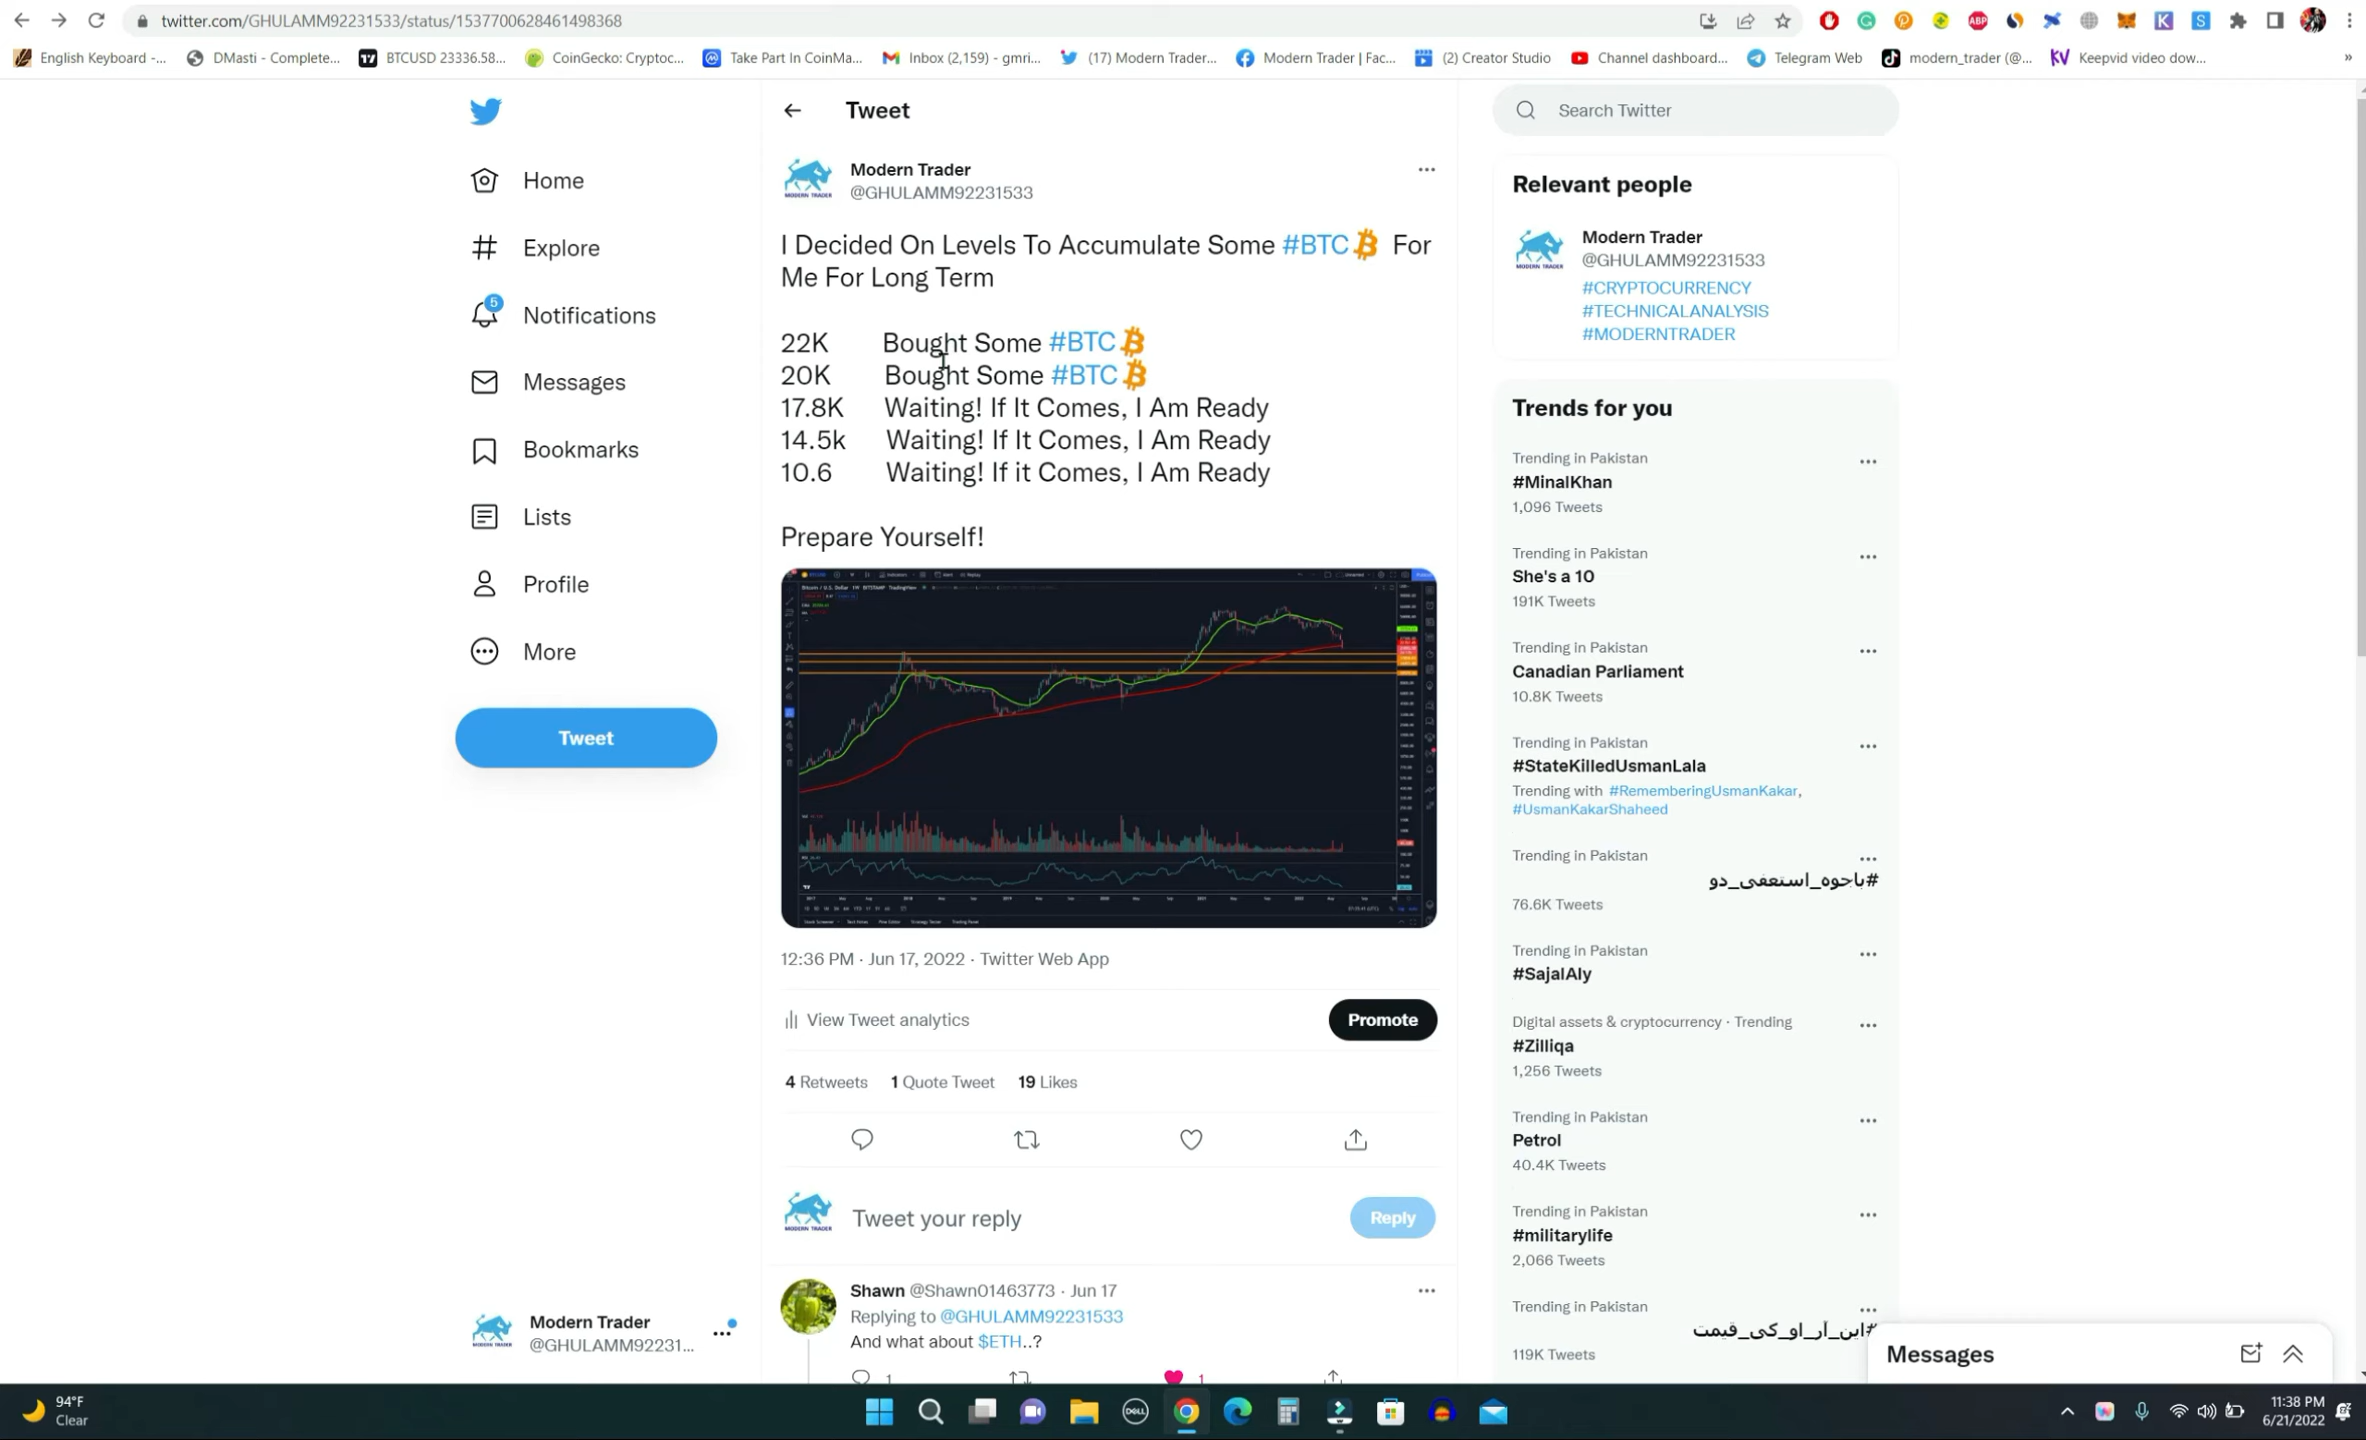 twitter.com/GHULAMM92231533/status/1537700628461498368
English Keyboard -...
DMasti - Complete...
BTCUSD 23336.58...
CoinGecko: Cryptoc...
Take Part In CoinMa...
Inbox (2,159) - gmri...
(17) Modern Trader...
Modern Trader | Fac...
(2) Creator Studio
Channel dashboard...
Telegram Web
modern_trader (@...
Keepvid video dow...
Home
Explore
5
Notifications
Messages
Bookmarks
Lists
Profile
More
Tweet
Modern Trader
@GHULAMM92231...
Tweet
Modern Trader
@GHULAMM92231533
I Decided On Levels To Accumulate Some #BTC For
Me For Long Term
22K Bought Some #BTC
20K Bought Some #BTC
17.8K Waiting! If It Comes, I Am Ready
14.5k Waiting! If It Comes, I Am Ready
10.6 Waiting! If it Comes, I Am Ready
Prepare Yourself!
12:36 PM · Jun 17, 2022 · Twitter Web App
View Tweet analytics
Promote
4 Retweets 1 Quote Tweet 19 Likes
Tweet your reply
Reply
Shawn @Shawn01463773 · Jun 17
Replying to @GHULAMM92231533
And what about $ETH..?
1
1
Search Twitter
Relevant people
Modern Trader
@GHULAMM92231533
#CRYPTOCURRENCY
#TECHNICALANALYSIS
#MODERNTRADER
Trends for you
Trending in Pakistan
#MinalKhan
1,096 Tweets
Trending in Pakistan
She's a 10
191K Tweets
Trending in Pakistan
Canadian Parliament
10.8K Tweets
Trending in Pakistan
#StateKilledUsmanLala
Trending with #RememberingUsmanKakar,
#UsmanKakarShaheed
Trending in Pakistan
#باجوہ_استعفی_دو
76.6K Tweets
Trending in Pakistan
#SajalAly
Digital assets & cryptocurrency · Trending
#Zilliqa
1,256 Tweets
Trending in Pakistan
Petrol
40.4K Tweets
Trending in Pakistan
#militarylife
2,066 Tweets
Trending in Pakistan
#این_آر_او_کی_قیمت
119K Tweets
Messages
94°F
Clear
11:38 PM
6/21/2022